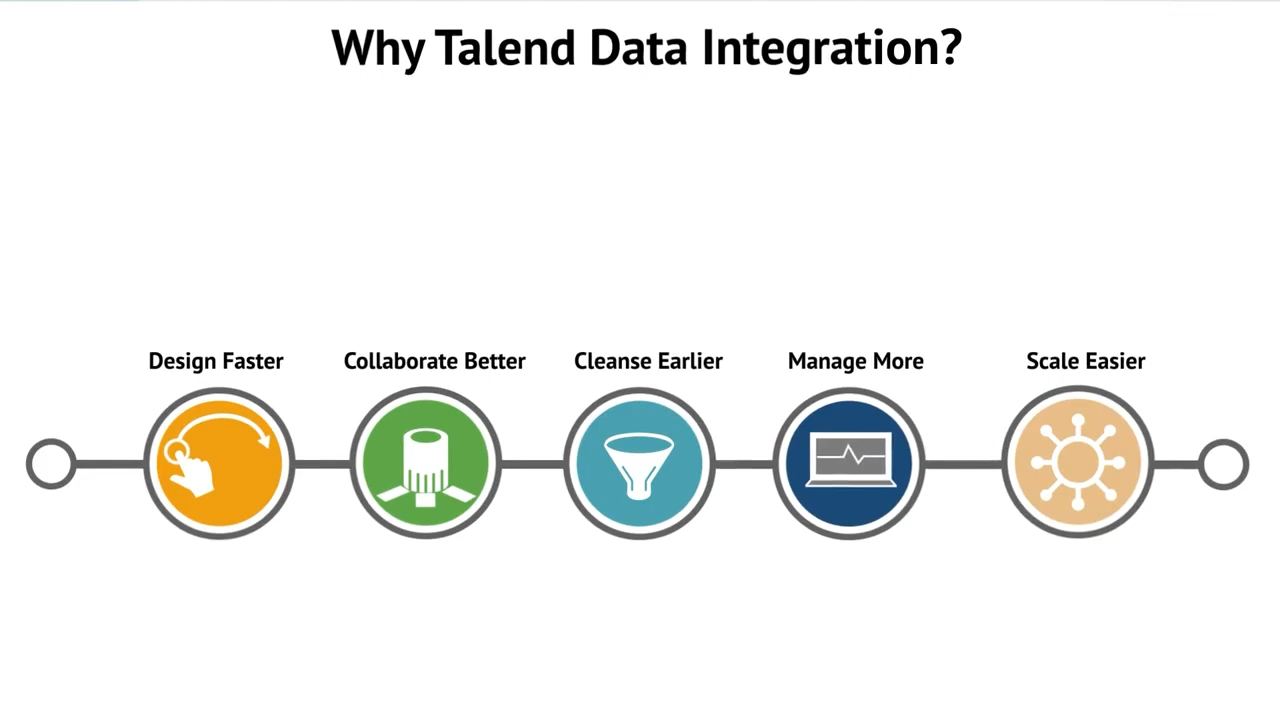 Why Talend Data Integration?
Design Faster
Collaborate Better
Cleanse Earlier
Manage More
Scale Easier